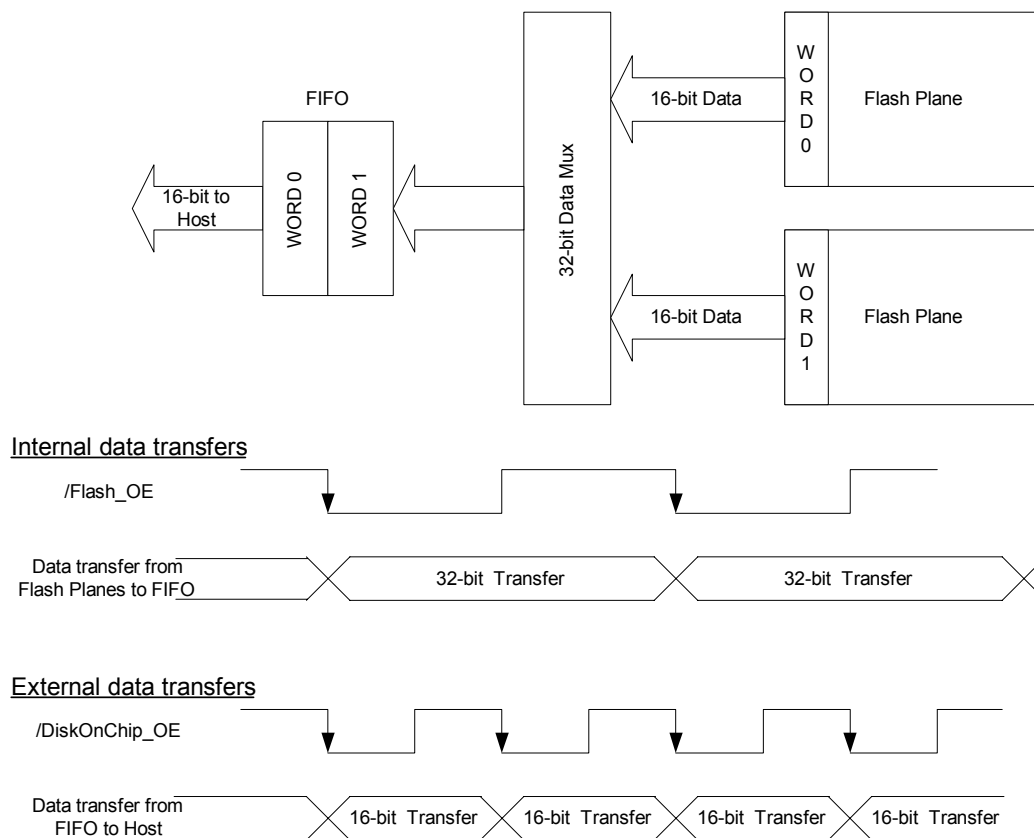 FIFO
16-bit to
Host
WORD 0
WORD 1
32-bit Data Mux
16-bit Data
WORD0
Flash Plane
16-bit Data
WORD1
Flash Plane
Internal data transfers
/Flash_OE
Data transfer from
Flash Planes to FIFO
32-bit Transfer
32-bit Transfer
External data transfers
/DiskOnChip_OE
Data transfer from
FIFO to Host
16-bit Transfer
16-bit Transfer
16-bit Transfer
16-bit Transfer